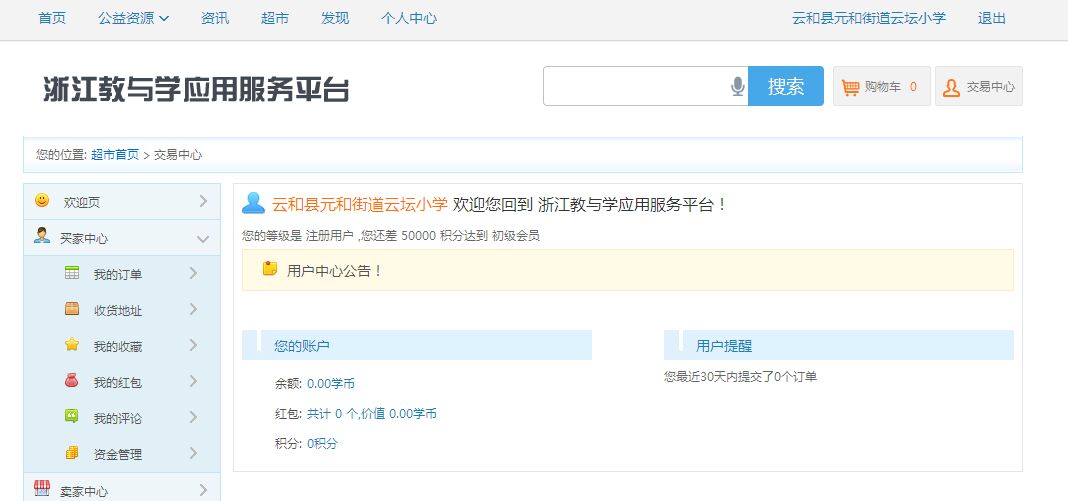 首页 公益资源 资讯 超市 发现 个人中心 云和县元和街道云坛小学 退出
浙江教与学应用服务平台
搜索
购物车 0
交易中心
您的位置: 超市首页 > 交易中心
欢迎页
买家中心
我的订单
收货地址
我的收藏
我的红包
我的评论
资金管理
卖家中心
云和县元和街道云坛小学 欢迎您回到 浙江教与学应用服务平台！
您的等级是 注册用户 ,您还差 50000 积分达到 初级会员
用户中心公告！
您的账户
余额: 0.00学币
红包: 共计 0 个,价值 0.00学币
积分: 0积分
用户提醒
您最近30天内提交了0个订单